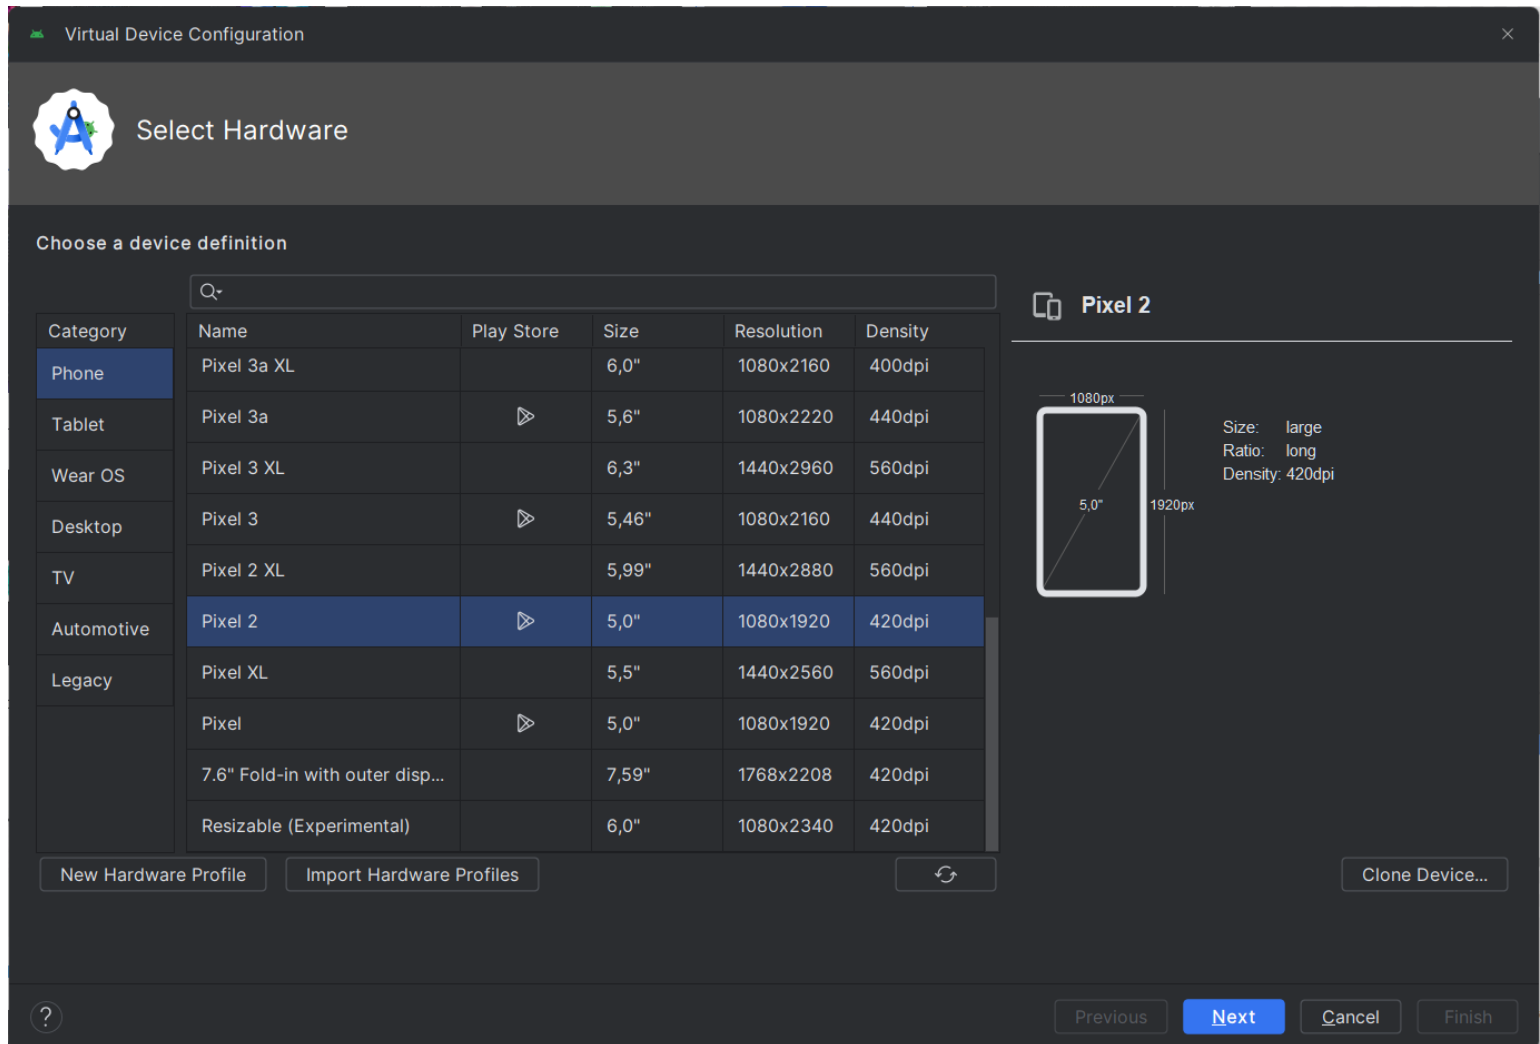 Virtual Device Configuration
Select Hardware
Choose a device definition
Category
Phone
Tablet
Wear OS
Desktop
TV
Automotive
Legacy
Name Play Store Size Resolution Density
Pixel 3a XL 6,0" 1080x2160 400dpi
Pixel 3a 5,6" 1080x2220 440dpi
Pixel 3 XL 6,3" 1440x2960 560dpi
Pixel 3 5,46" 1080x2160 440dpi
Pixel 2 XL 5,99" 1440x2880 560dpi
Pixel 2 5,0" 1080x1920 420dpi
Pixel XL 5,5" 1440x2560 560dpi
Pixel 5,0" 1080x1920 420dpi
7.6" Fold-in with outer disp... 7,59" 1768x2208 420dpi
Resizable (Experimental) 6,0" 1080x2340 420dpi
Pixel 2
1080px
5,0"
1920px
Size: large
Ratio: long
Density: 420dpi
New Hardware Profile Import Hardware Profiles Clone Device...
? Previous Next Cancel Finish